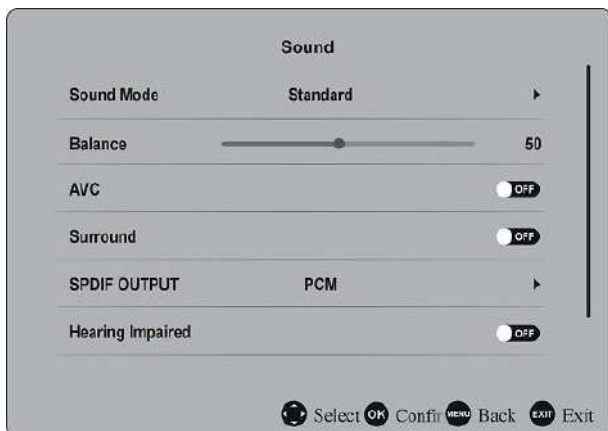 Sound
Sound Mode Standard
Balance 50
AVC OFF
Surround OFF
SPDIF OUTPUT PCM
Hearing Impaired OFF
Select OK Confir MENU Back EXIT Exit